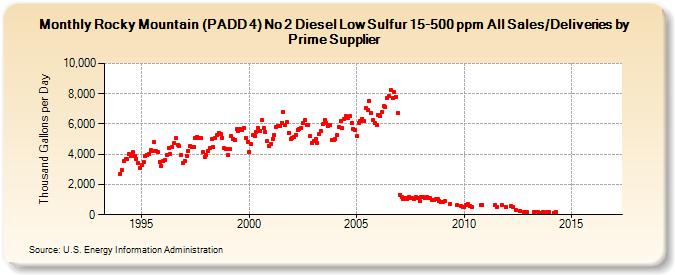 Monthly Rocky Mountain (PADD 4) No 2 Diesel Low Sulfur 15-500 ppm All Sales/Deliveries by
Prime Supplier
Thousand Gallons per Day
10,000
8,000
6,000
4,000
2,000
0
1995 2000 2005 2010 2015
Source: U.S. Energy Information Administration